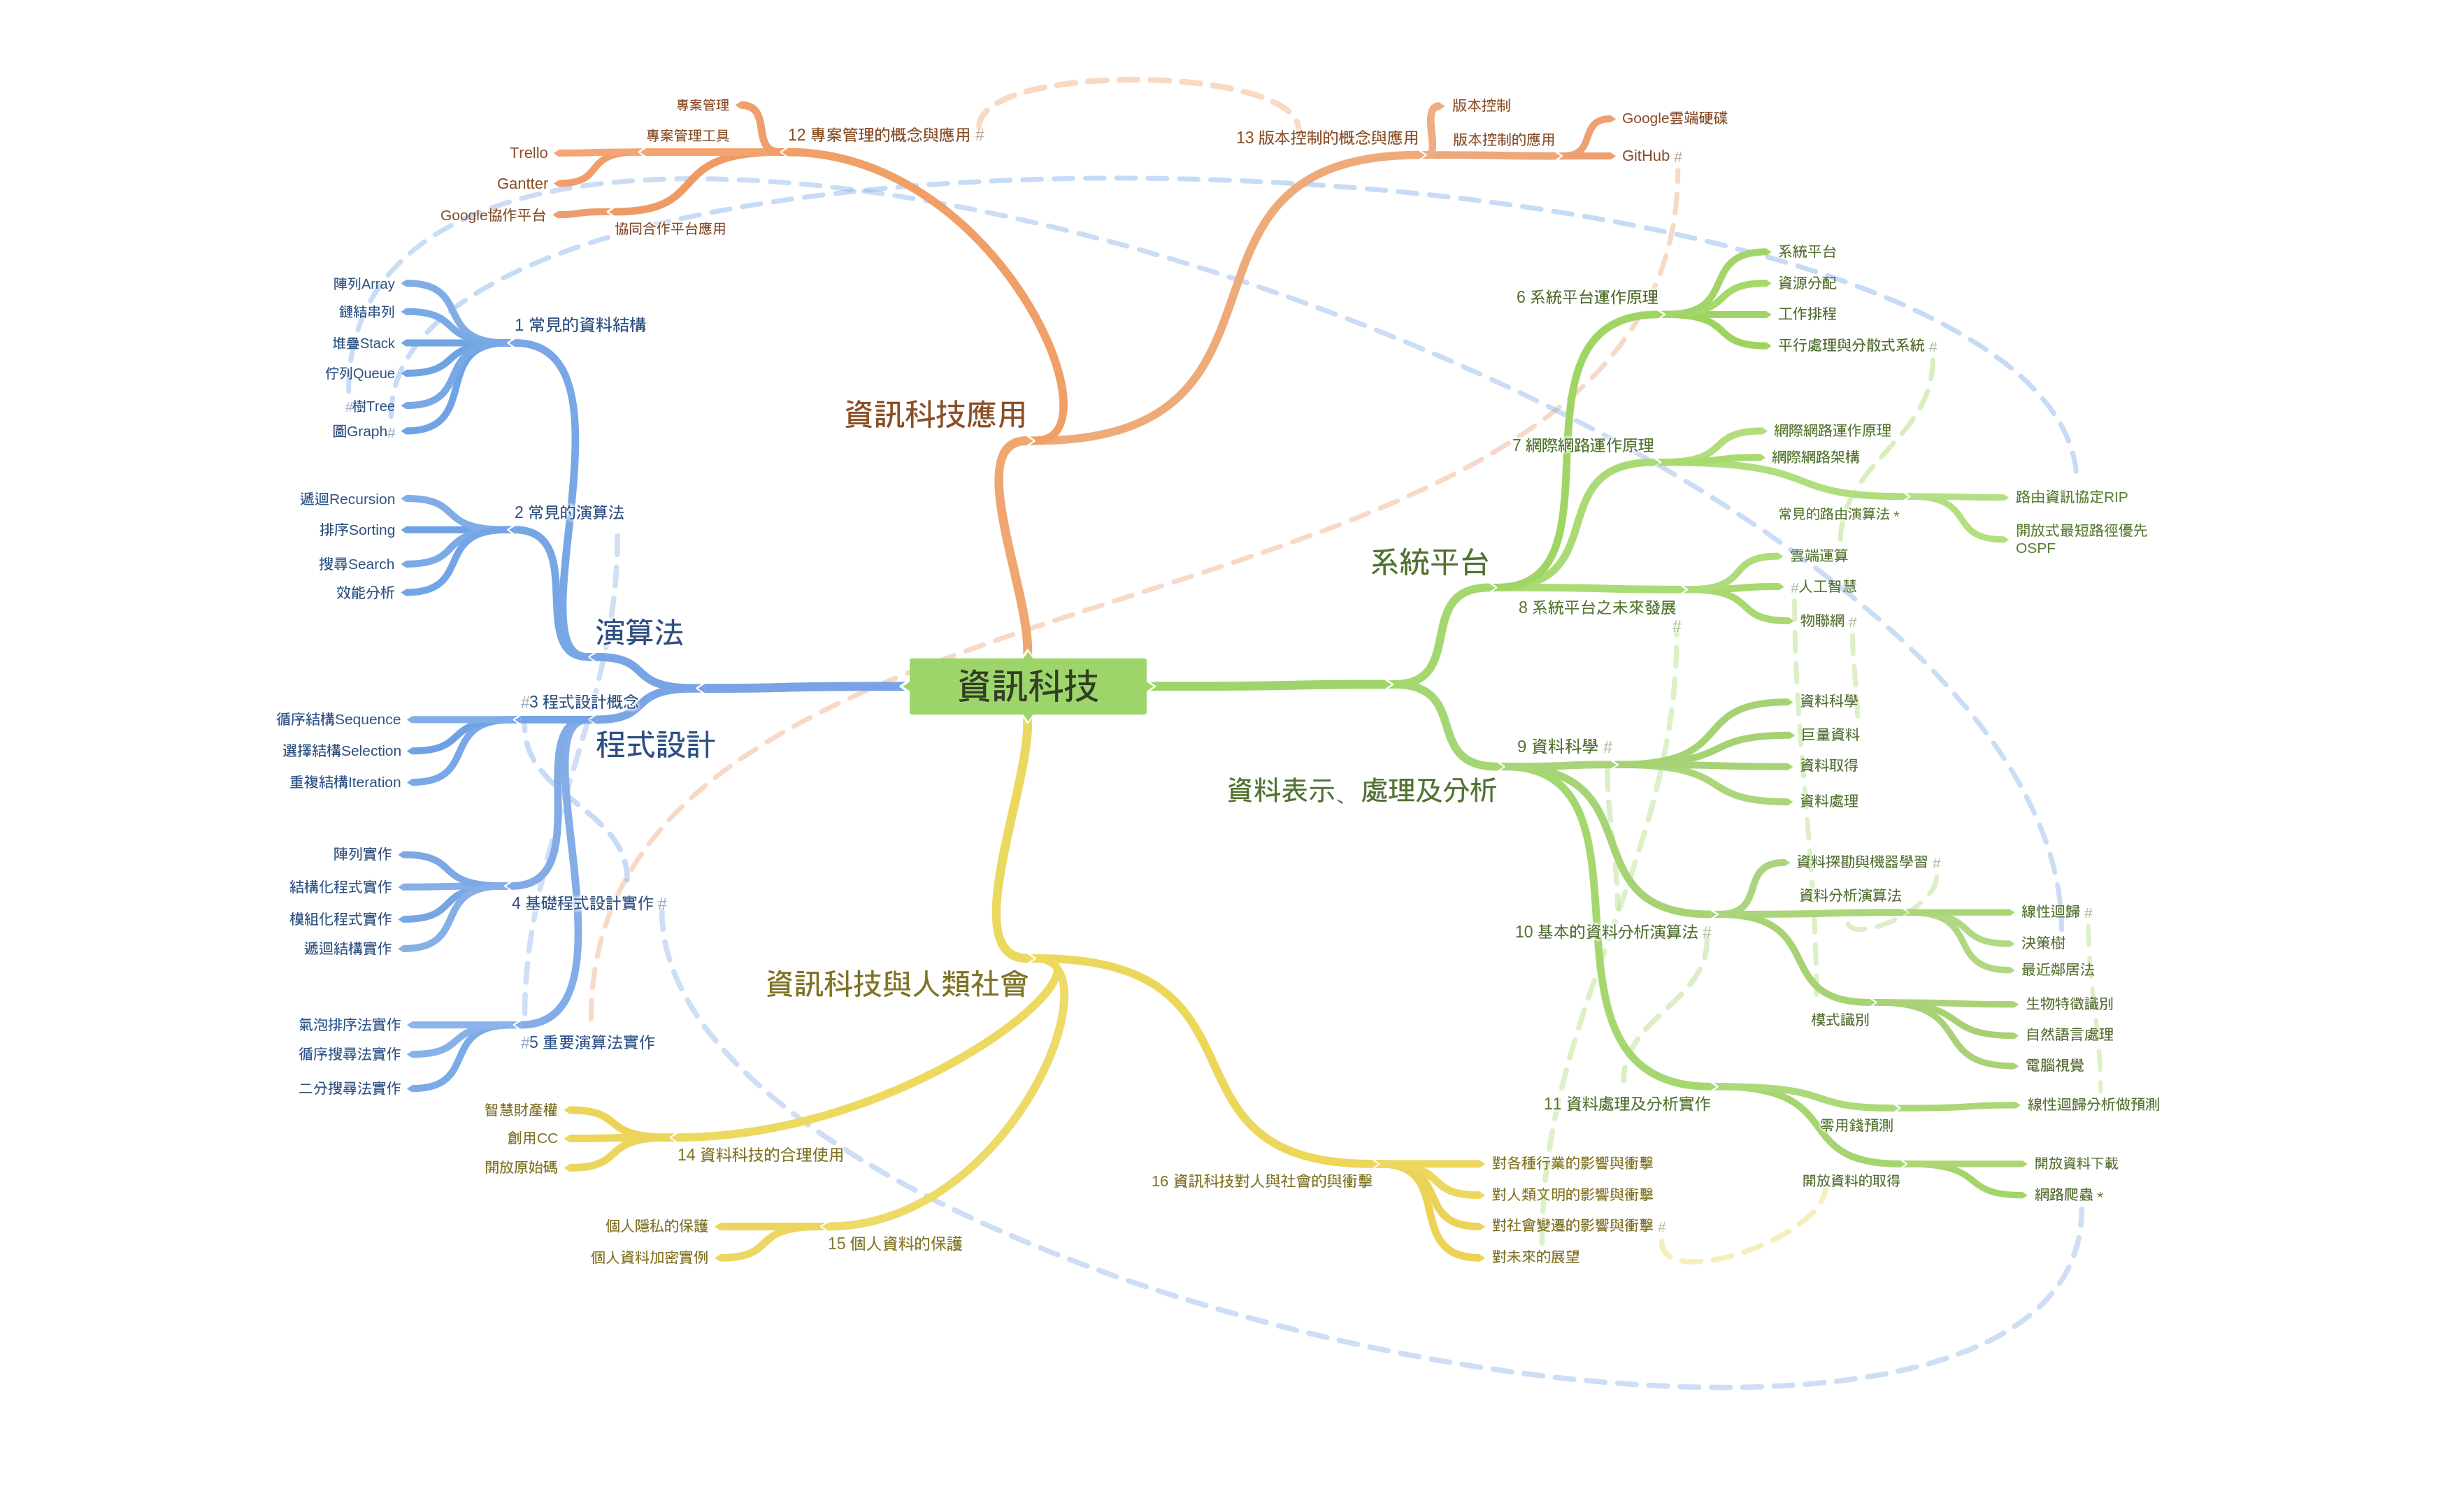 資訊科技
資訊科技應用
12 專案管理的概念與應用 #
專案管理
專案管理工具
Trello
Gantter
Google協作平台
協同合作平台應用
13 版本控制的概念與應用
版本控制
版本控制的應用
Google雲端硬碟
GitHub #
演算法
1 常見的資料結構
陣列Array
鏈結串列
堆疊Stack
佇列Queue
#樹Tree
圖Graph#
2 常見的演算法
遞迴Recursion
排序Sorting
搜尋Search
效能分析
程式設計
#3 程式設計概念
循序結構Sequence
選擇結構Selection
重複結構Iteration
4 基礎程式設計實作 #
陣列實作
結構化程式實作
模組化程式實作
遞迴結構實作
#5 重要演算法實作
氣泡排序法實作
循序搜尋法實作
二分搜尋法實作
系統平台
6 系統平台運作原理
系統平台
資源分配
工作排程
平行處理與分散式系統 #
7 網際網路運作原理
網際網路運作原理
網際網路架構
常見的路由演算法 *
路由資訊協定RIP
開放式最短路徑優先
OSPF
8 系統平台之未來發展
#
雲端運算
#人工智慧
物聯網 #
資料表示、處理及分析
9 資料科學 #
資料科學
巨量資料
資料取得
資料處理
10 基本的資料分析演算法 #
資料探勘與機器學習 #
資料分析演算法
線性迴歸 #
決策樹
最近鄰居法
模式識別
生物特徵識別
自然語言處理
電腦視覺
11 資料處理及分析實作
零用錢預測
線性迴歸分析做預測
開放資料的取得
開放資料下載
網路爬蟲 *
資訊科技與人類社會
14 資料科技的合理使用
智慧財產權
創用CC
開放原始碼
15 個人資料的保護
個人隱私的保護
個人資料加密實例
16 資訊科技對人與社會的與衝擊
對各種行業的影響與衝擊
對人類文明的影響與衝擊
對社會變遷的影響與衝擊 #
對未來的展望